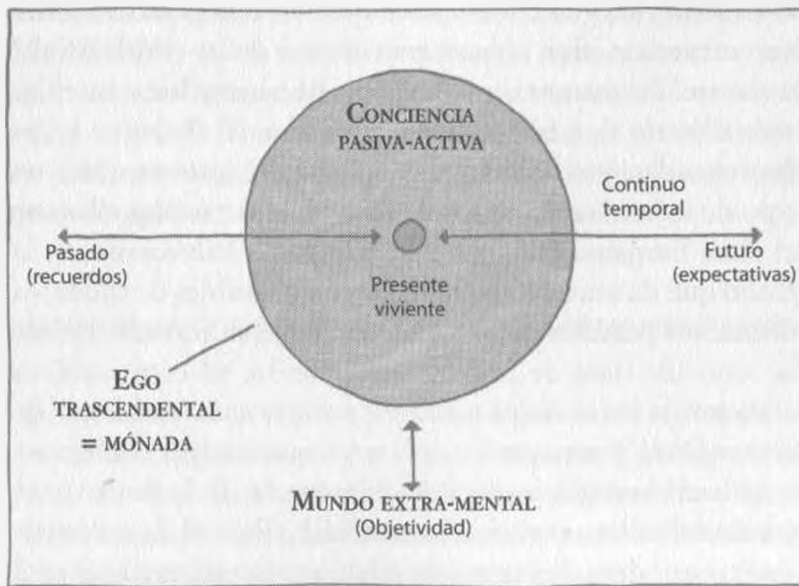 CONCIENCIA
PASIVA-ACTIVA
Continuo
temporal
Pasado
(recuerdos)
Presente
viviente
Futuro
(expectativas)
EGO
TRASCENDENTAL
= MÓNADA
MUNDO EXTRA-MENTAL
(Objetividad)